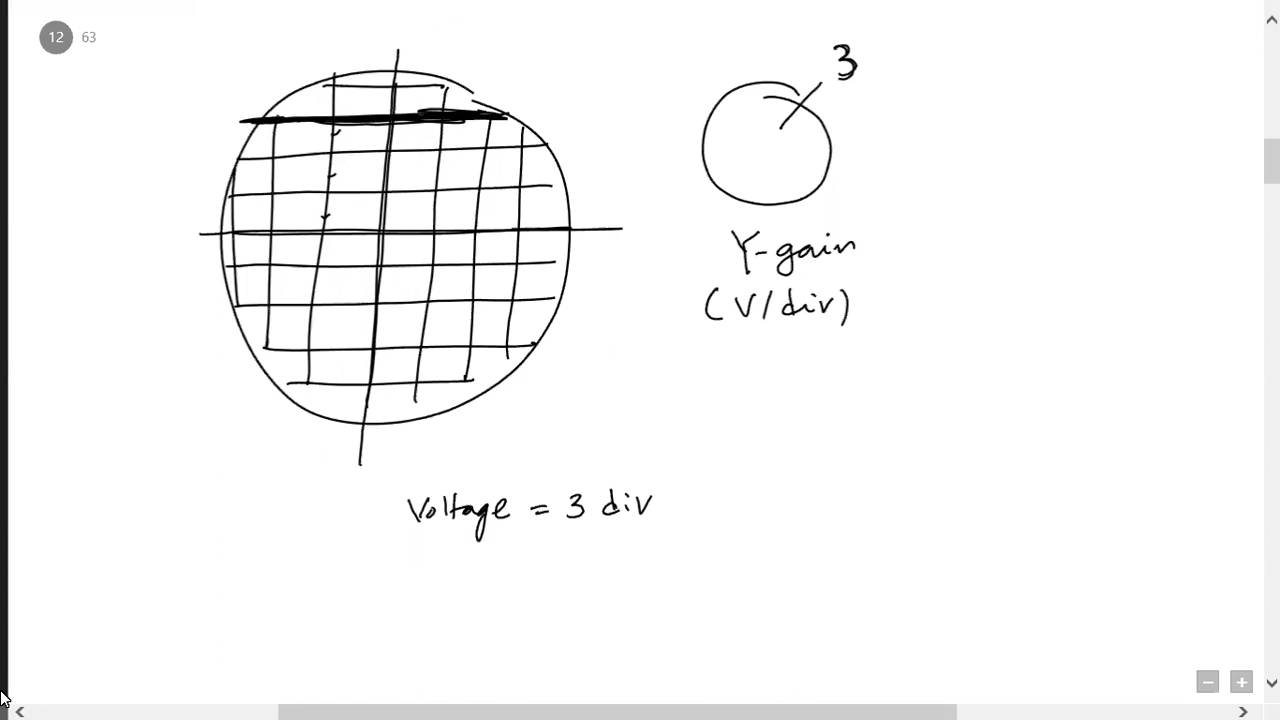 12 63
3
Y-gain
(V/div)
Voltage = 3 div